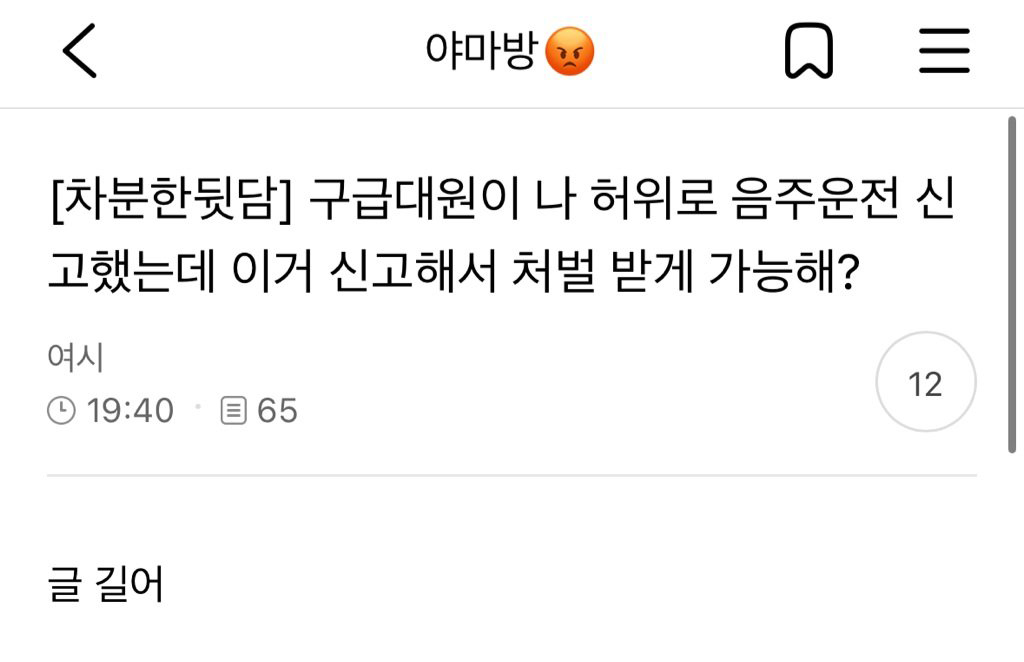 야마방😡
[차분한뒷담] 구급대원이 나 허위로 음주운전 신
고했는데 이거 신고해서 처벌 받게 가능해?
여시
19:40 · 65
12
글 길어